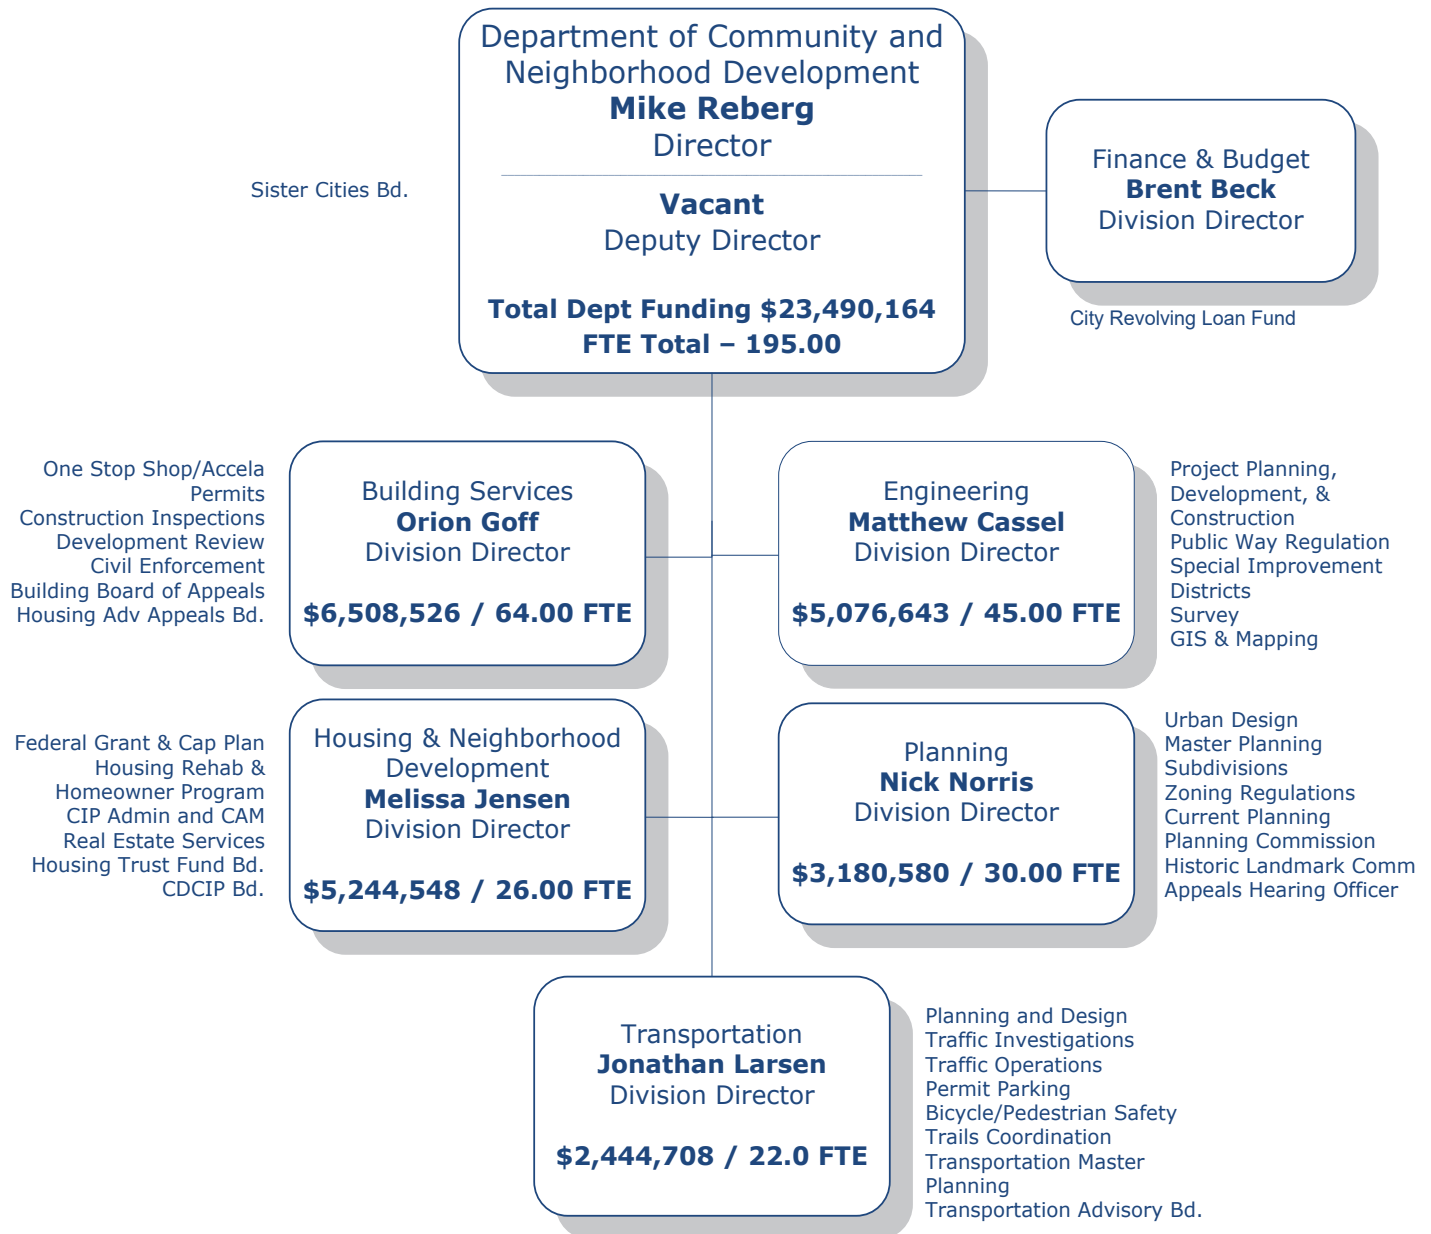 Department of Community and
Neighborhood Development
Mike Reberg
Director
Vacant
Deputy Director
Total Dept Funding $23,490,164
FTE Total – 195.00
Sister Cities Bd.
Finance & Budget
Brent Beck
Division Director
City Revolving Loan Fund
One Stop Shop/Accela
Permits
Construction Inspections
Development Review
Civil Enforcement
Building Board of Appeals
Housing Adv Appeals Bd.
Building Services
Orion Goff
Division Director
$6,508,526 / 64.00 FTE
Engineering
Matthew Cassel
Division Director
$5,076,643 / 45.00 FTE
Project Planning,
Development, &
Construction
Public Way Regulation
Special Improvement
Districts
Survey
GIS & Mapping
Federal Grant & Cap Plan
Housing Rehab &
Homeowner Program
CIP Admin and CAM
Real Estate Services
Housing Trust Fund Bd.
CDCIP Bd.
Housing & Neighborhood
Development
Melissa Jensen
Division Director
$5,244,548 / 26.00 FTE
Planning
Nick Norris
Division Director
$3,180,580 / 30.00 FTE
Urban Design
Master Planning
Subdivisions
Zoning Regulations
Current Planning
Planning Commission
Historic Landmark Comm
Appeals Hearing Officer
Transportation
Jonathan Larsen
Division Director
$2,444,708 / 22.0 FTE
Planning and Design
Traffic Investigations
Traffic Operations
Permit Parking
Bicycle/Pedestrian Safety
Trails Coordination
Transportation Master
Planning
Transportation Advisory Bd.